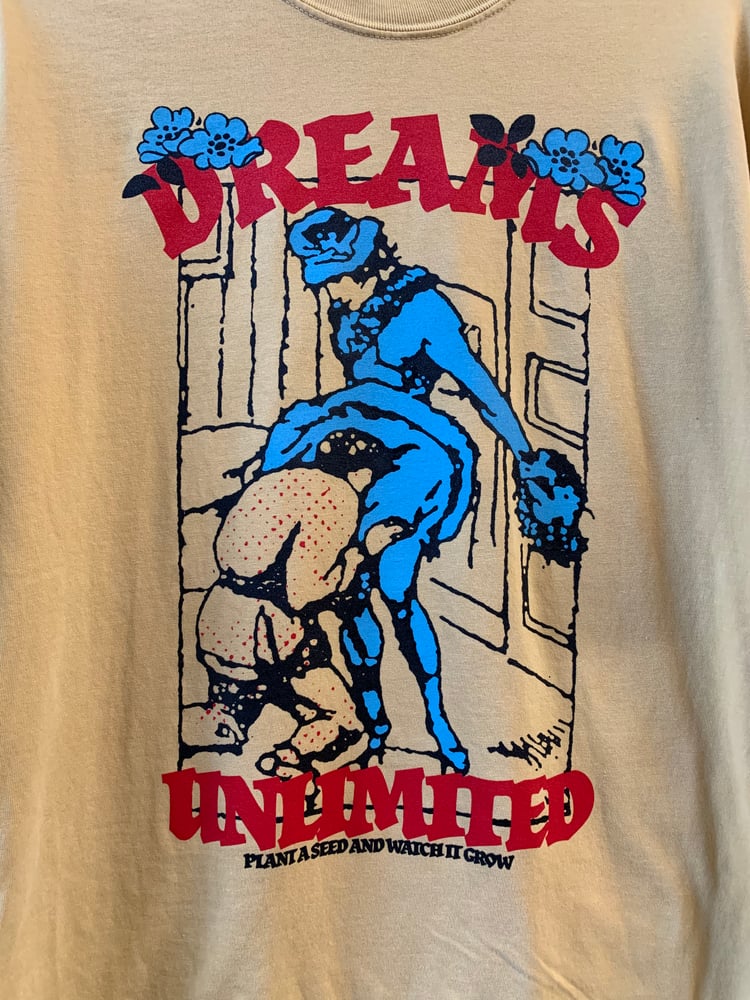 DREAMS
UNLIMITED
PLANT A SEED AND WATCH IT GROW